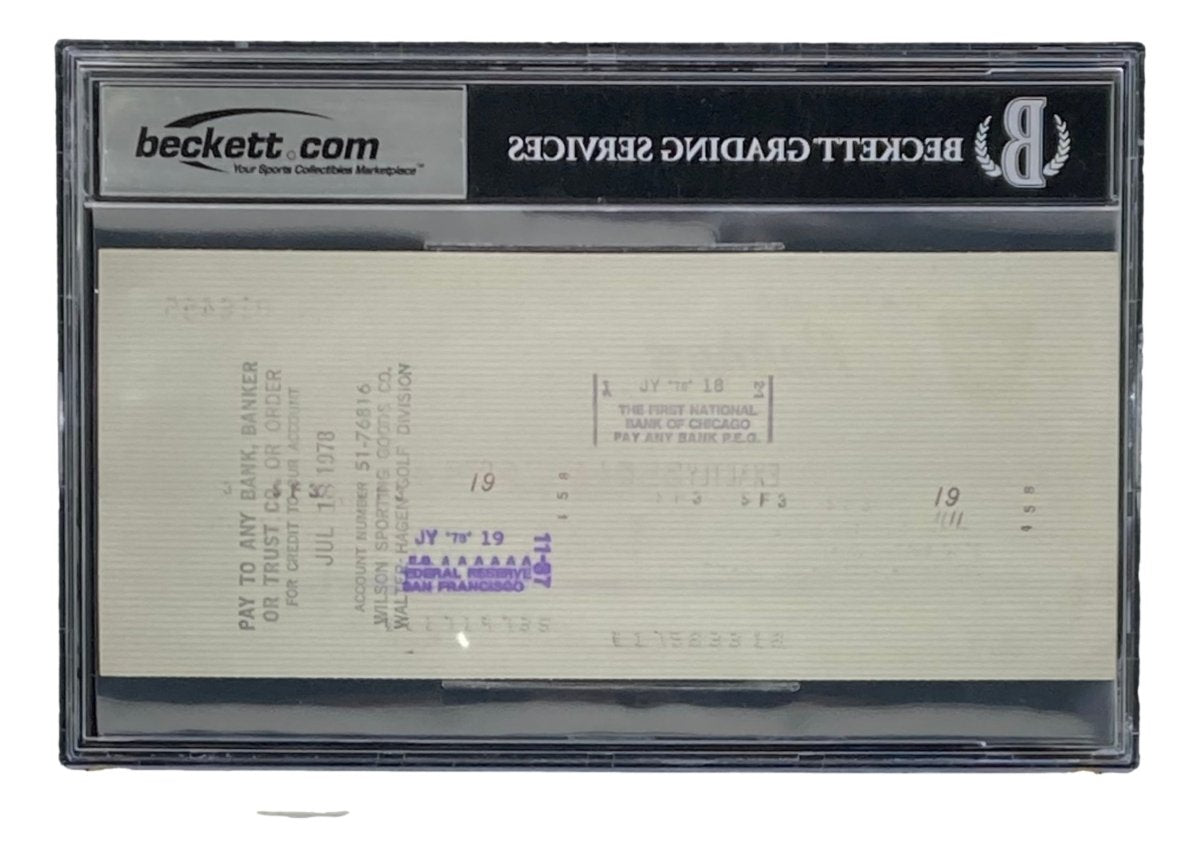 beckett.com
Your Sports Collectibles Marketplace™
BECKETT GRADING SERVICES
B
PAY TO ANY BANK, BANKER
OR TRUST CO. OR ORDER
FOR CREDIT TO OUR ACCOUNT
JUL 18 1978
ACCOUNT NUMBER 51-76816
WILSON SPORTING GOODS CO.
WALTER HAGEN GOLF DIVISION
JY '78' 18
THE FIRST NATIONAL
BANK OF CHICAGO
PAY ANY BANK P.E.G.
19
158
19
458
JY '78' 19
FEDERAL RESERVE
SAN FRANCISCO